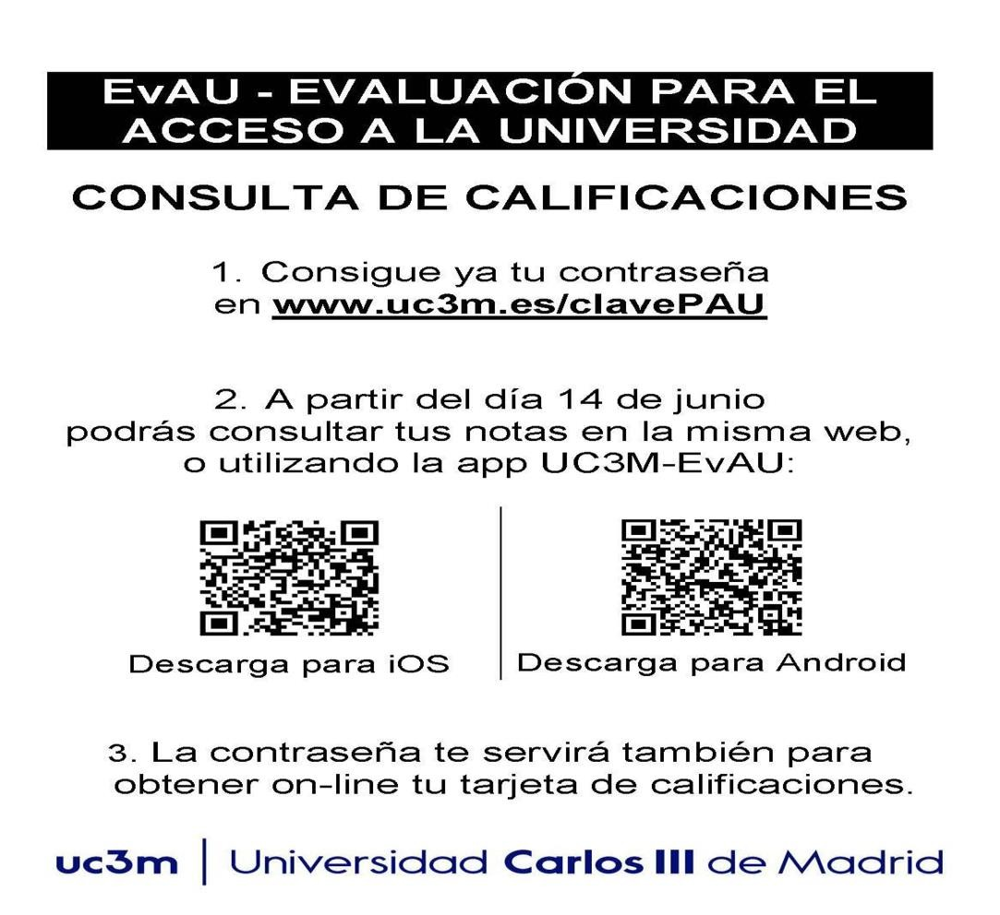 EvAU - EVALUACIÓN PARA EL
ACCESO A LA UNIVERSIDAD
CONSULTA DE CALIFICACIONES
1. Consigue ya tu contraseña
en www.uc3m.es/clavePAU
2. A partir del día 14 de junio
podrás consultar tus notas en la misma web,
o utilizando la app UC3M-EvAU:
Descarga para iOS
Descarga para Android
3. La contraseña te servirá también para
obtener on-line tu tarjeta de calificaciones.
uc3m | Universidad Carlos III de Madrid